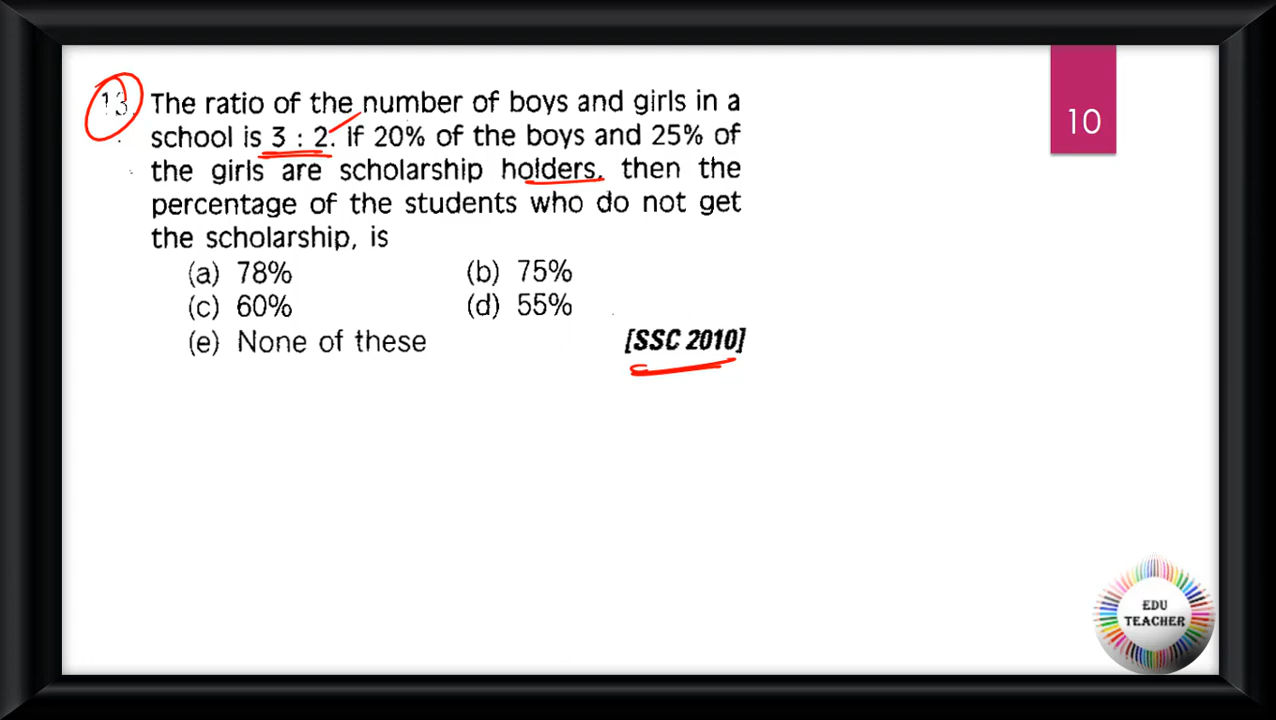 13. The ratio of the number of boys and girls in a
school is 3 : 2. If 20% of the boys and 25% of
the girls are scholarship holders, then the
percentage of the students who do not get
the scholarship, is
(a) 78% (b) 75%
(c) 60% (d) 55%
(e) None of these [SSC 2010]
10
EDU
TEACHER